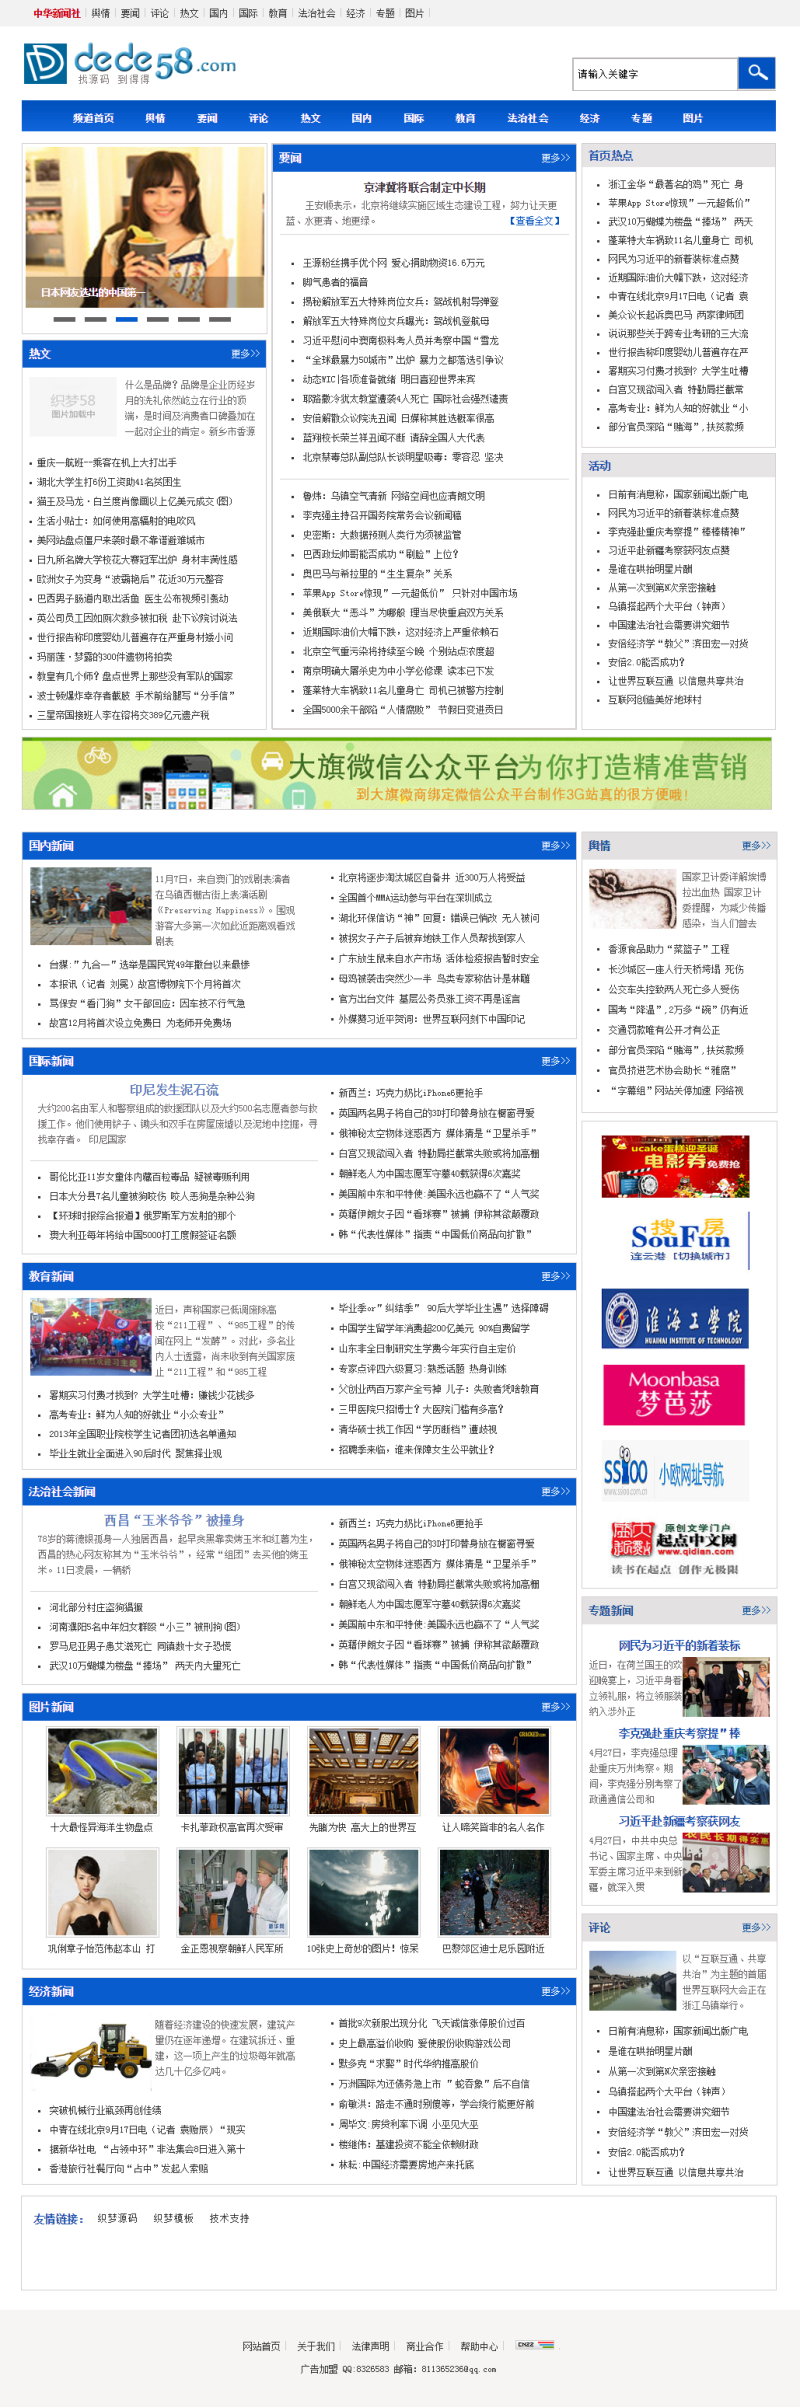 中华新闻社 舆情 要闻 评论 热文 国内 国际 教育 法治社会 经济 专题 图片
dede58.com
找源码 到得得
请输入关键字
频道首页 舆情 要闻 评论 热文 国内 国际 教育 法治社会 经济 专题 图片
日本网友选出的中国第一
热文 更多>>
织梦58
图片加载中
什么是品牌？品牌是企业历经岁
月的洗礼依然屹立在行业的顶
端，是时间及消费者口碑叠加在
一起对企业的肯定。新乡市香源
重庆一航班--乘客在机上大打出手
湖北大学生打6份工资助41名贫困生
猫王及马龙·白兰度肖像画以上亿美元成交(图)
生活小贴士：如何使用高辐射的电吹风
美网站盘点僵尸来袭时最不靠谱避难城市
日九所名牌大学校花大赛冠军出炉 身材丰满性感
欧洲女子为变身“波霸艳后”花近30万元整容
巴西男子肠道内取出活鱼 医生公布视频引轰动
英公司员工因如厕次数多被扣税 赴下议院讨说法
世行报告称印度婴幼儿普遍存在严重身材矮小问
玛丽莲·梦露的300件遗物将拍卖
教皇有几个师？盘点世界上那些没有军队的国家
波士顿爆炸幸存者截肢 手术前给腿写“分手信”
三星帝国接班人李在镕将交389亿元遗产税
要闻 更多>>
京津冀将联合制定中长期
王安顺表示，北京将继续实施区域生态建设工程，努力让天更
蓝、水更清、地更绿。 【查看全文】
王源粉丝携手优个网 爱心捐助物资16.6万元
脚气患者的福音
揭秘解放军五大特殊岗位女兵：驾战机射导弹登
解放军五大特殊岗位女兵曝光：驾战机登航母
习近平慰问中澳南极科考人员并考察中国“雪龙
“全球最暴力50城市”出炉 暴力之都落选引争议
动态WIC|各项准备就绪 明日喜迎世界来宾
耶路撒冷犹太教堂遭袭4人死亡 国际社会强烈谴责
安倍解散众议院洗丑闻 日媒称其胜选概率很高
蓝翔校长荣兰祥丑闻不断 请辞全国人大代表
北京禁毒总队副总队长谈明星吸毒：零容忍 坚决
鲁炜：乌镇空气清新 网络空间也应清朗文明
李克强主持召开国务院常务会议新闻稿
史密斯：大数据预测人类行为须被监管
巴西政坛帅哥能否成功“刷脸”上位？
奥巴马与希拉里的“生生复杂”关系
苹果App Store惊现”一元超低价” 只针对中国市场
美俄联大“恶斗”为哪般 理当尽快重启双方关系
近期国际油价大幅下跌，这对经济上严重依赖石
北京空气重污染将持续至今晚 个别站点浓度超
南京明确大屠杀史为中小学必修课 读本已下发
蓬莱特大车祸致11名儿童身亡 司机已被警方控制
全国5000余干部陷“人情腐败” 节假日变进贡日
首页热点
浙江金华“最著名的鸡”死亡 身
苹果App Store惊现”一元超低价”
武汉10万蝴蝶为楼盘“捧场” 两天
蓬莱特大车祸致11名儿童身亡 司机
网民为习近平的新着装标准点赞
近期国际油价大幅下跌，这对经济
中青在线北京9月17日电（记者 袁
美众议长起诉奥巴马 两家律师团
说说那些关于跨专业考研的三大流
世行报告称印度婴幼儿普遍存在严
暑期实习付费才找到？大学生吐槽
白宫又现欲闯入者 特勤局拦截常
高考专业：鲜为人知的好就业“小
部分官员深陷“赌海”,扶贫款频
活动
日前有消息称，国家新闻出版广电
网民为习近平的新着装标准点赞
李克强赴重庆考察提“棒棒精神”
习近平赴新疆考察获网友点赞
是谁在哄抬明星片酬
从第一次到第N次亲密接触
乌镇搭起两个大平台（钟声）
中国建法治社会需要讲究细节
安倍经济学“教父”滨田宏一对货
安倍2.0能否成功？
让世界互联互通 以信息共享共治
互联网创造美好地球村
大旗微信公众平台为你打造精准营销
到大旗微商绑定微信公众平台制作3G站真的很方便哦!
国内新闻 更多>>
11月7日，来自澳门的戏剧表演者
在乌镇西栅古街上表演话剧
《Preserving Happiness》。围观
游客大多第一次如此近距离观看戏
剧表
台媒:”九合一”选举是国民党49年撤台以来最惨
本报讯（记者 刘冕）故宫博物院下个月将首次
骂保安“看门狗”女干部回应：因车技不行气急
故宫12月将首次设立免费日 为老师开免费场
北京将逐步淘汰城区自备井 近300万人将受益
全国首个MMA运动参与平台在深圳成立
湖北环保信访“神”回复：错误已悄改 无人被问
被拐女子产子后被弃地铁工作人员帮找到家人
广东放生鼠来自水产市场 活体检疫报告暂时安全
母鸡被袭击突然少一半 鸟类专家称估计是林雕
官方出台文件 基层公务员涨工资不再是谣言
外媒赞习近平贺词：世界互联网刻下中国印记
舆情 更多>>
国家卫计委详解埃博
拉出血热 国家卫计
委提醒，为减少传播
感染，当人们曾去
香源食品助力“菜篮子”工程
长沙城区一座人行天桥垮塌 死伤
公交车失控致两人死亡多人受伤
国考“降温”,2万多“碗”仍有近
交通罚款唯有公开才有公正
部分官员深陷“赌海”,扶贫款频
官员挤进艺术协会助长“雅腐”
“字幕组”网站关停加速 网络视
国际新闻 更多>>
印尼发生泥石流
大约200名由军人和警察组成的救援团队以及大约500名志愿者参与救
援工作。他们使用铲子、锄头和双手在房屋废墟以及泥地中挖掘，寻
找幸存者。 印尼国家
哥伦比亚11岁女童体内藏百粒毒品 疑被毒贩利用
日本大分县7名儿童被狗咬伤 咬人恶狗是杂种公狗
【环球时报综合报道】俄罗斯军方发射的那个
澳大利亚每年将给中国5000打工度假签证名额
新西兰：巧克力奶比iPhone6更抢手
英国两名男子将自己的3D打印替身放在橱窗寻爱
俄神秘太空物体迷惑西方 媒体猜是“卫星杀手”
白宫又现欲闯入者 特勤局拦截常失败或将加高栅
朝鲜老人为中国志愿军守墓40载获得6次嘉奖
美国前中东和平特使:美国永远也赢不了“人气奖
英籍伊朗女子因“看球赛”被捕 伊称其欲颠覆政
韩“代表性媒体”指责“中国低价商品向扩散”
ucake蛋糕迎圣诞
电影券 免费抢
搜房
SouFun
连云港 [切换城市]
淮海工学院
HUAIHAI INSTITUTE OF TECHNOLOGY
Moonbasa
梦芭莎
SSloo 小欧网址导航
www.ssioo.com.cn
原创文学门户
起点中文网
www.qidian.com
读书在起点 创作无极限
教育新闻 更多>>
近日，声称国家已低调撤除高
校“211工程”、“985工程”的传
闻在网上“发酵”。对此，多名业
内人士透露，尚未收到有关国家废
止“211工程”和“985工程
暑期实习付费才找到？大学生吐槽：赚钱少花钱多
高考专业：鲜为人知的好就业“小众专业”
2013年全国职业院校学生记者团初选名单通知
毕业生就业全面进入90后时代 聚焦择业观
毕业季or”纠结季” 90后大学毕业生遇”选择障碍
中国学生留学年消费超200亿美元 90%自费留学
山东非全日制研究生学费今年实行自主定价
专家点评四六级复习:熟悉话题 热身训练
父创业两百万家产全亏掉 儿子：失败者凭啥教育
三甲医院只招博士？大医院门槛有多高？
清华硕士找工作因“学历断档”遭歧视
招聘季来临，谁来保障女生公平就业？
法治社会新闻 更多>>
西昌“玉米爷爷”被撞身
78岁的蒋德银孤身一人独居西昌，起早贪黑靠卖烤玉米和红薯为生，
西昌的热心网友称其为“玉米爷爷”，经常“组团”去买他的烤玉
米。11日凌晨，一辆轿
河北部分村庄盗狗猖獗
河南濮阳5名中年妇女群殴“小三”被刑拘(图)
罗马尼亚男子患艾滋死亡 同镇数十女子恐慌
武汉10万蝴蝶为楼盘“捧场” 两天内大量死亡
新西兰：巧克力奶比iPhone6更抢手
英国两名男子将自己的3D打印替身放在橱窗寻爱
俄神秘太空物体迷惑西方 媒体猜是“卫星杀手”
白宫又现欲闯入者 特勤局拦截常失败或将加高栅
朝鲜老人为中国志愿军守墓40载获得6次嘉奖
美国前中东和平特使:美国永远也赢不了“人气奖
英籍伊朗女子因“看球赛”被捕 伊称其欲颠覆政
韩“代表性媒体”指责“中国低价商品向扩散”
专题新闻 更多>>
网民为习近平的新着装标
近日，在荷兰国王的欢
迎晚宴上，习近平身着
立领礼服，将立领服装
纳入涉外正
李克强赴重庆考察提”棒
4月27日，李克强总理
赴重庆万州考察。期
间，李克强分别考察了
政通通信公司和
习近平赴新疆考察获网友
4月27日，中共中央总
书记、国家主席、中央
军委主席习近平来到新
疆，就深入贯
图片新闻 更多>>
十大最怪异海洋生物盘点
卡扎菲政权高官再次受审
先睹为快 高大上的世界互
让人啼笑皆非的名人名作
巩俐章子怡范伟赵本山 打
金正恩视察朝鲜人民军所
10张史上奇妙的图片！惊呆
巴黎郊区迪士尼乐园附近
评论 更多>>
以“互联互通、共享
共治”为主题的首届
世界互联网大会正在
浙江乌镇举行。
日前有消息称，国家新闻出版广电
是谁在哄抬明星片酬
从第一次到第N次亲密接触
乌镇搭起两个大平台（钟声）
中国建法治社会需要讲究细节
安倍经济学“教父”滨田宏一对货
安倍2.0能否成功？
让世界互联互通 以信息共享共治
经济新闻 更多>>
随着经济建设的快速发展，建筑产
量仍在逐年递增。在建筑拆迁、重
建，这一项上产生的垃圾每年就高
达几十亿多亿吨。
突破机械行业瓶颈再创佳绩
中青在线北京9月17日电（记者 袁贻辰）“现实
据新华社电 “占领中环”非法集会8日进入第十
香港旅行社餐厅向“占中”发起人索赔
首批9次新股出现分化 飞天诚信涨停股价过百
史上最高溢价收购 爱使股份收购游戏公司
默多克“求娶”时代华纳推高股价
万洲国际为还债务急上市 ”蛇吞象”后不自信
俞敏洪：路走不通时别傻等，学会绕行能更好前
周毕文:房贷利率下调 小巫见大巫
楼继伟：基建投资不能全依赖财政
林耘:中国经济需要房地产来托底
友情链接： 织梦源码 织梦模板 技术支持
网站首页 关于我们 法律声明 商业合作 帮助中心 CNZZ
广告加盟 QQ:8326583 邮箱：811365236@qq.com